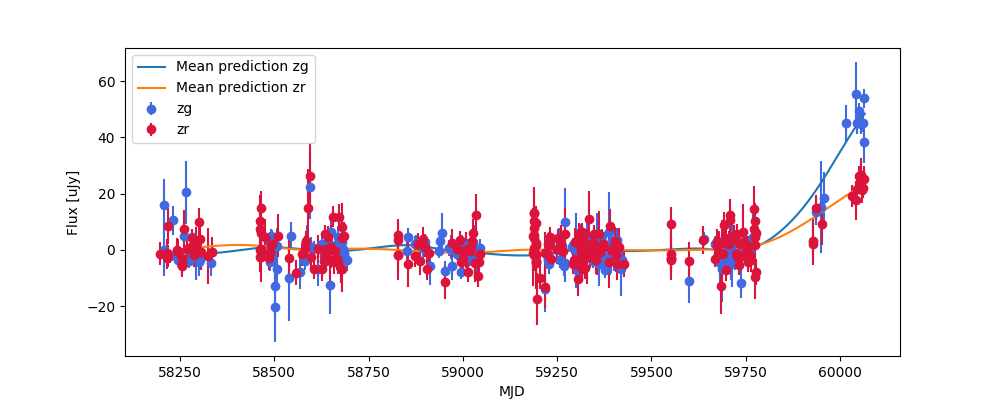 Mean prediction zg
Mean prediction zr
zg
zr
60
40
20
0
−20
Flux [uJy]
58250 58500 58750 59000 59250 59500 59750 60000
MJD